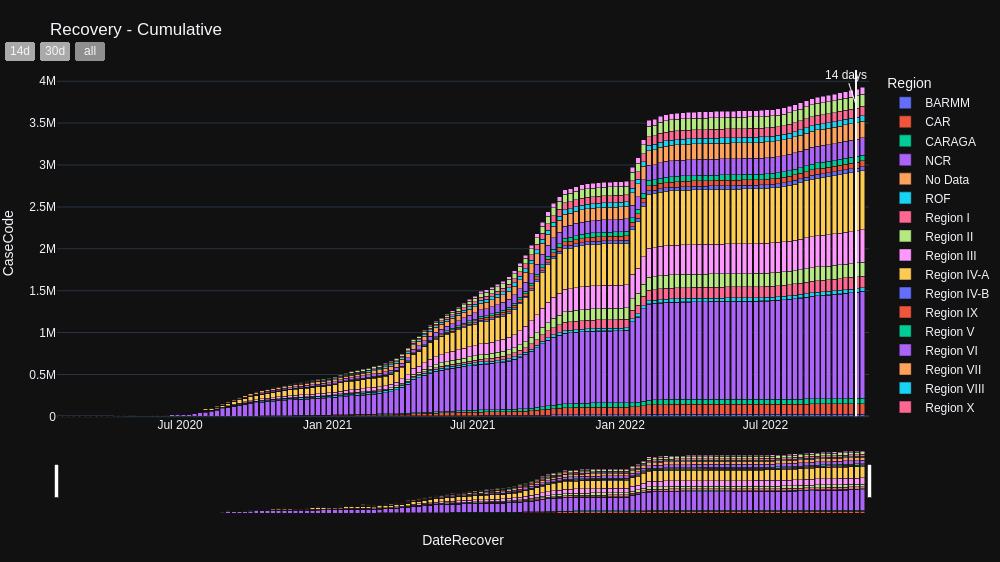 Recovery - Cumulative
14d 30d all
14 days
Region
4M
3.5M
3M
2.5M
2M
1.5M
1M
0.5M
0
CaseCode
Jul 2020
Jan 2021
Jul 2021
Jan 2022
Jul 2022
DateRecover
BARMM
CAR
CARAGA
NCR
No Data
ROF
Region I
Region II
Region III
Region IV-A
Region IV-B
Region IX
Region V
Region VI
Region VII
Region VIII
Region X